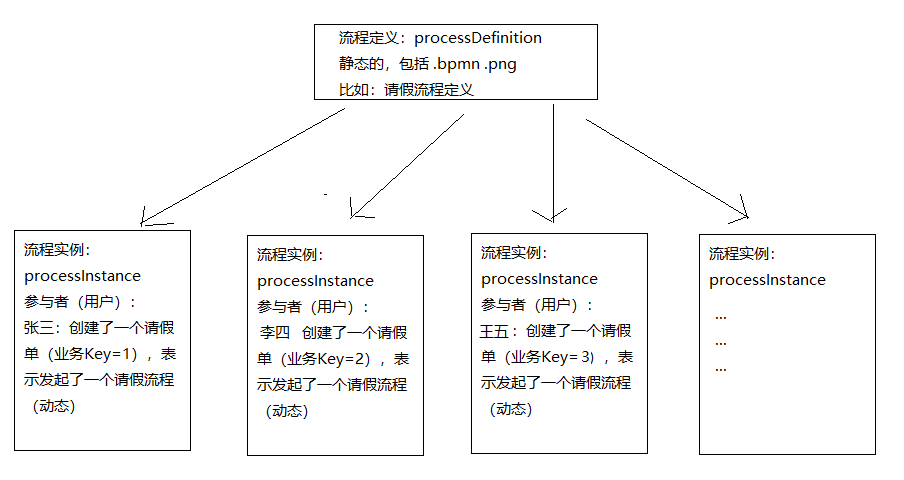 流程定义：processDefinition
静态的，包括 .bpmn .png
比如：请假流程定义
流程实例：
processInstance
参与者（用户）：
张三：创建了一个请假
单（业务Key=1），表
示发起了一个请假流程
（动态）
流程实例：
processInstance
参与者（用户）：
李四 创建了一个请假
单（业务Key=2），表
示发起了一个请假流程
（动态）
流程实例：
processInstance
参与者（用户）：
王五：创建了一个请假
单（业务Key= 3），表
示发起了一个请假流程
（动态）
流程实例：
processInstance
...
...
...